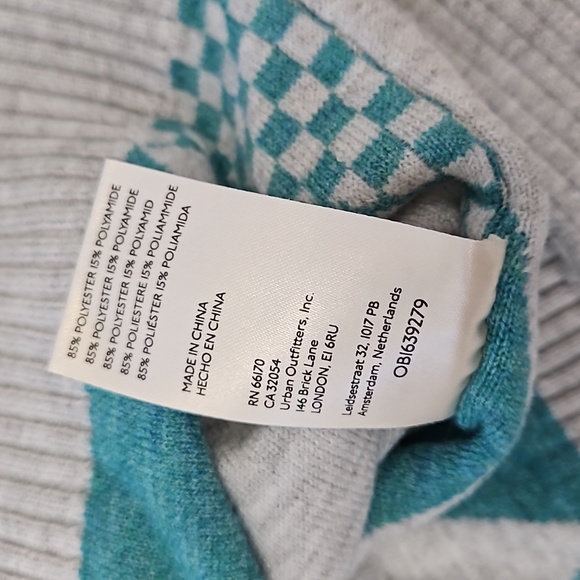 85% POLYESTER 15% POLYAMIDE
85% POLYESTER 15% POLYAMIDE
85% POLYESTER 15% POLYAMID
85% POLIESTERE 15% POLIAMMIDE
85% POLIÉSTER 15% POLIAMIDA
MADE IN CHINA
HECHO EN CHINA
RN 66170
CA 32054
Urban Outfitters, Inc.
146 Brick Lane
LONDON, E1 6RU
Leidsestraat 32, 1017 PB
Amsterdam, Netherlands
OB1639279